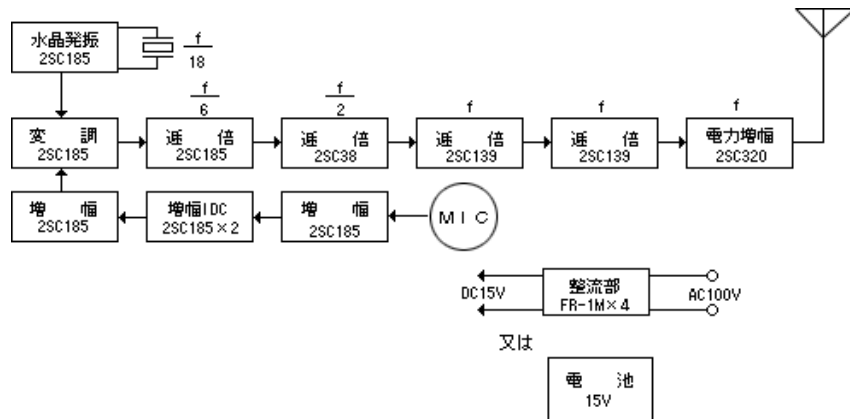 水晶発振
2SC185
f
18
f
6
f
2
f
f
f
変 調
2SC185
逓 倍
2SC185
逓 倍
2SC38
逓 倍
2SC139
逓 倍
2SC139
電力増幅
2SC320
増 幅
2SC185
増幅IDC
2SC185×2
増 幅
2SC185
MIC
DC15V
整流部
FR-1M×4
AC100V
又は
電 池
15V